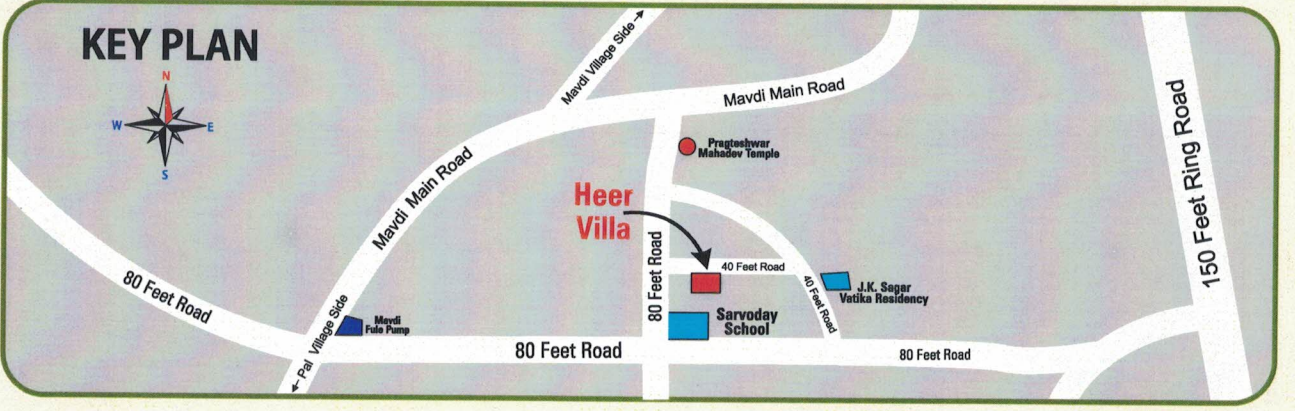 KEY PLAN
N
W
E
S
Mavdi Village Side
Mavdi Main Road
Pragteshwar
Mahadev Temple
Mavdi Main Road
Heer
Villa
150 Feet Ring Road
80 Feet Road
40 Feet Road
80 Feet Road
40 Feet Road
J.K. Sagar
Vatika Residency
Pal Village Side
Mavdi
Fule Pump
Sarvoday
School
80 Feet Road
80 Feet Road